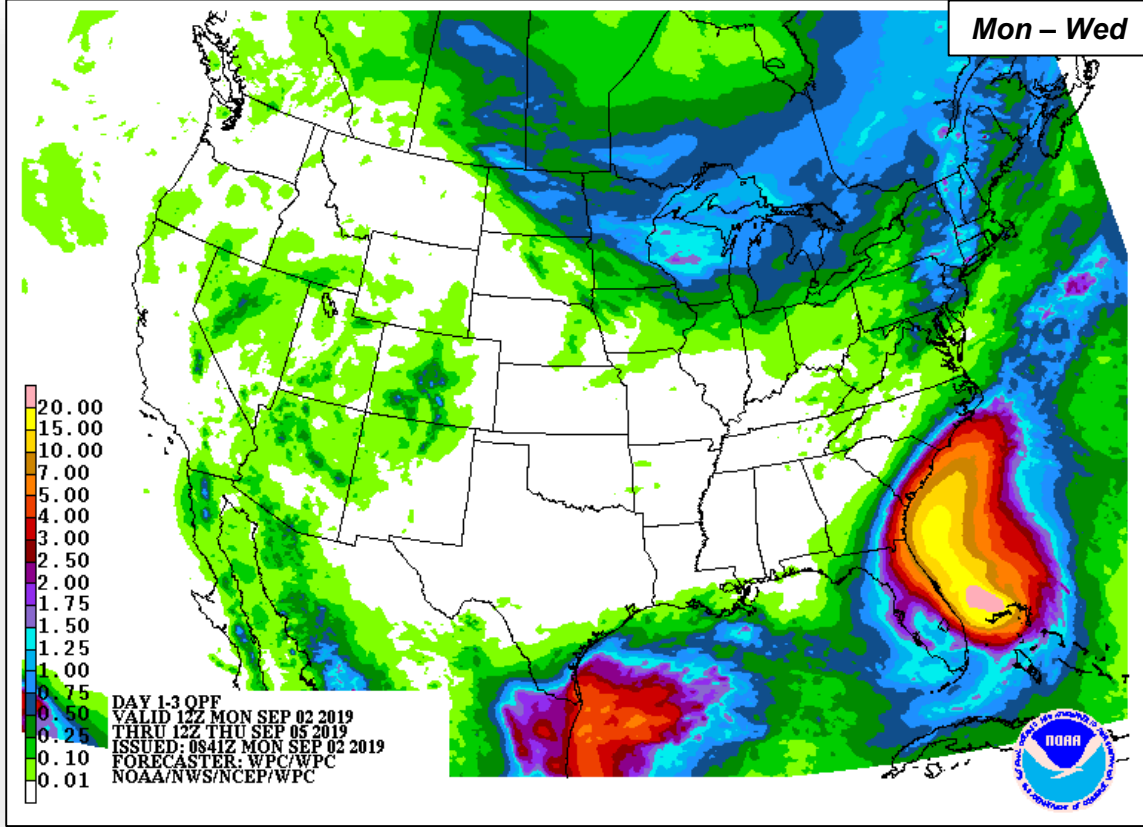 Mon – Wed
20.00
15.00
10.00
7.00
5.00
4.00
3.00
2.50
2.00
1.75
1.50
1.25
1.00
0.75
0.50
0.25
0.10
0.01
DAY 1-3 QPF
VALID 12Z MON SEP 02 2019
THRU 12Z THU SEP 05 2019
ISSUED: 0841Z MON SEP 02 2019
FORECASTER: WPC/WPC
NOAA/NWS/NCEP/WPC
NOAA